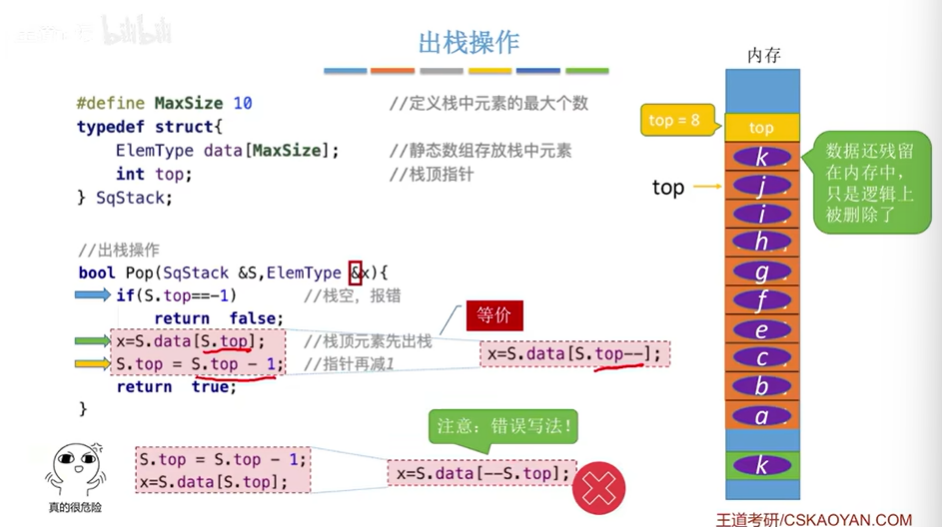 bilibili
出栈操作
#define MaxSize 10 //定义栈中元素的最大个数
typedef struct{
ElemType data[MaxSize]; //静态数组存放栈中元素
int top; //栈顶指针
} SqStack;
//出栈操作
bool Pop(SqStack &S,ElemType &x){
if(S.top==-1) //栈空，报错
return false;
x=S.data[S.top]; //栈顶元素先出栈
S.top = S.top - 1; //指针再减1
return true;
}
等价
x=S.data[S.top--];
注意：错误写法！
S.top = S.top - 1;
x=S.data[S.top];
x=S.data[--S.top];
真的很危险
内存
top = 8
top
top
k
j
i
h
g
f
e
c
b
a
k
数据还残留
在内存中，
只是逻辑上
被删除了
王道考研/CSKAOYAN.COM